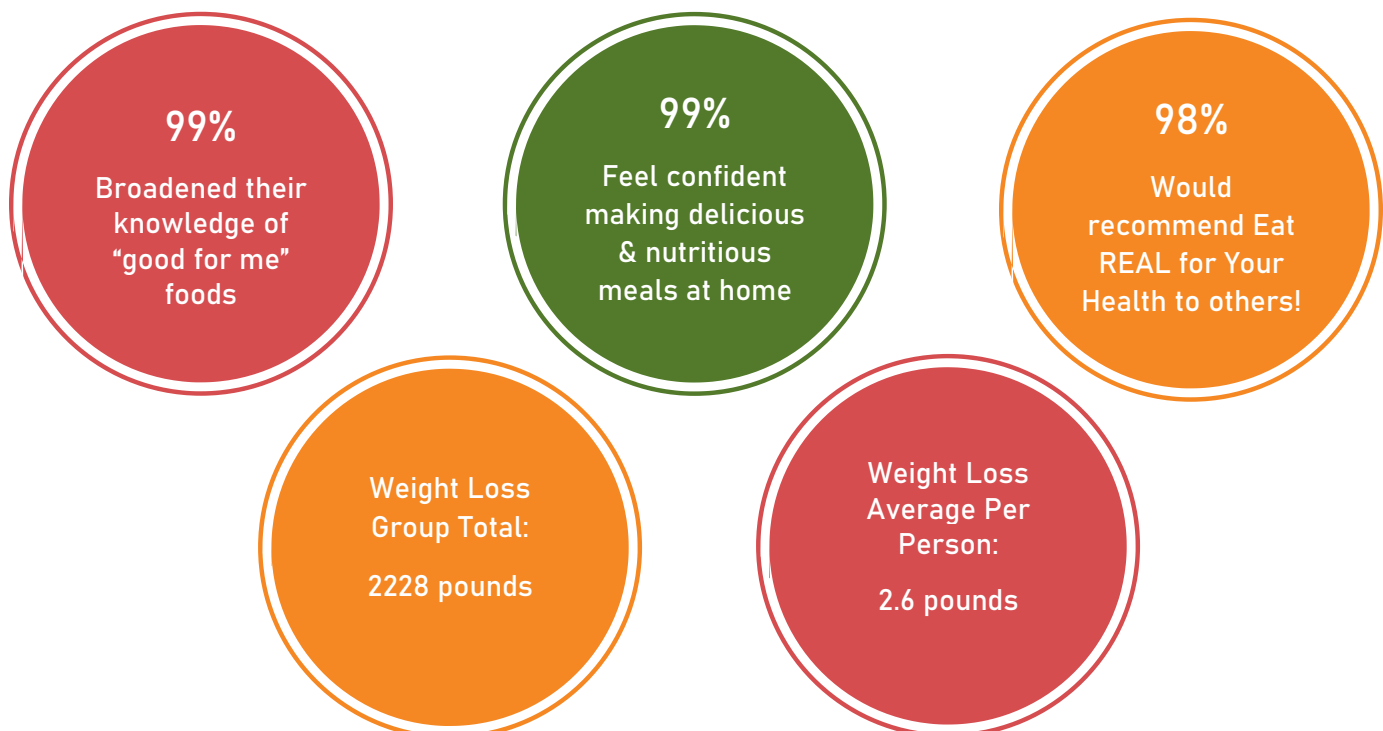 99%
Broadened their
knowledge of
“good for me”
foods
99%
Feel confident
making delicious
& nutritious
meals at home
98%
Would
recommend Eat
REAL for Your
Health to others!
Weight Loss
Group Total:
2228 pounds
Weight Loss
Average Per
Person:
2.6 pounds